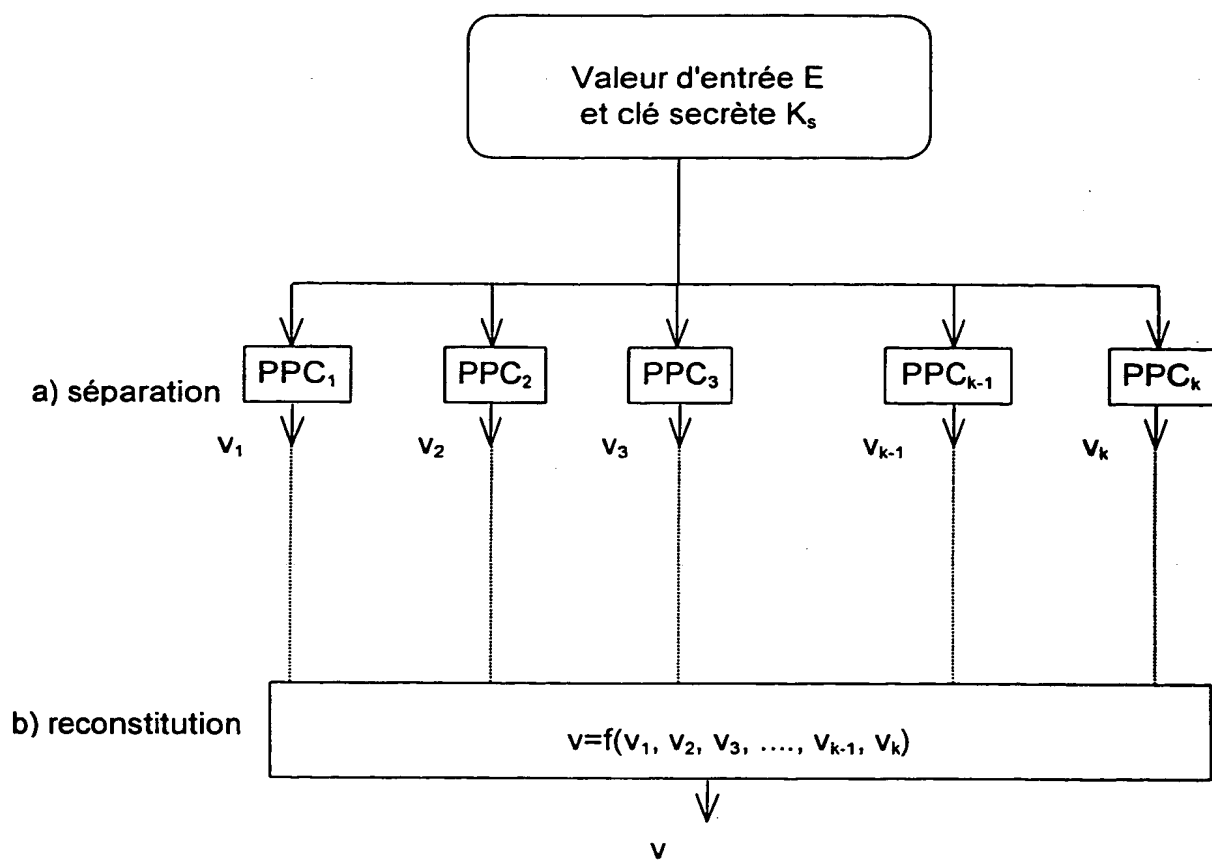 Valeur d'entrée E
et clé secrète Kₛ
PPC₁ PPC₂ PPC₃ PPCₖ₋₁ PPCₖ
a) séparation
v₁ v₂ v₃ vₖ₋₁ vₖ
b) reconstitution
v=f(v₁, v₂, v₃, ...., vₖ₋₁, vₖ)
v